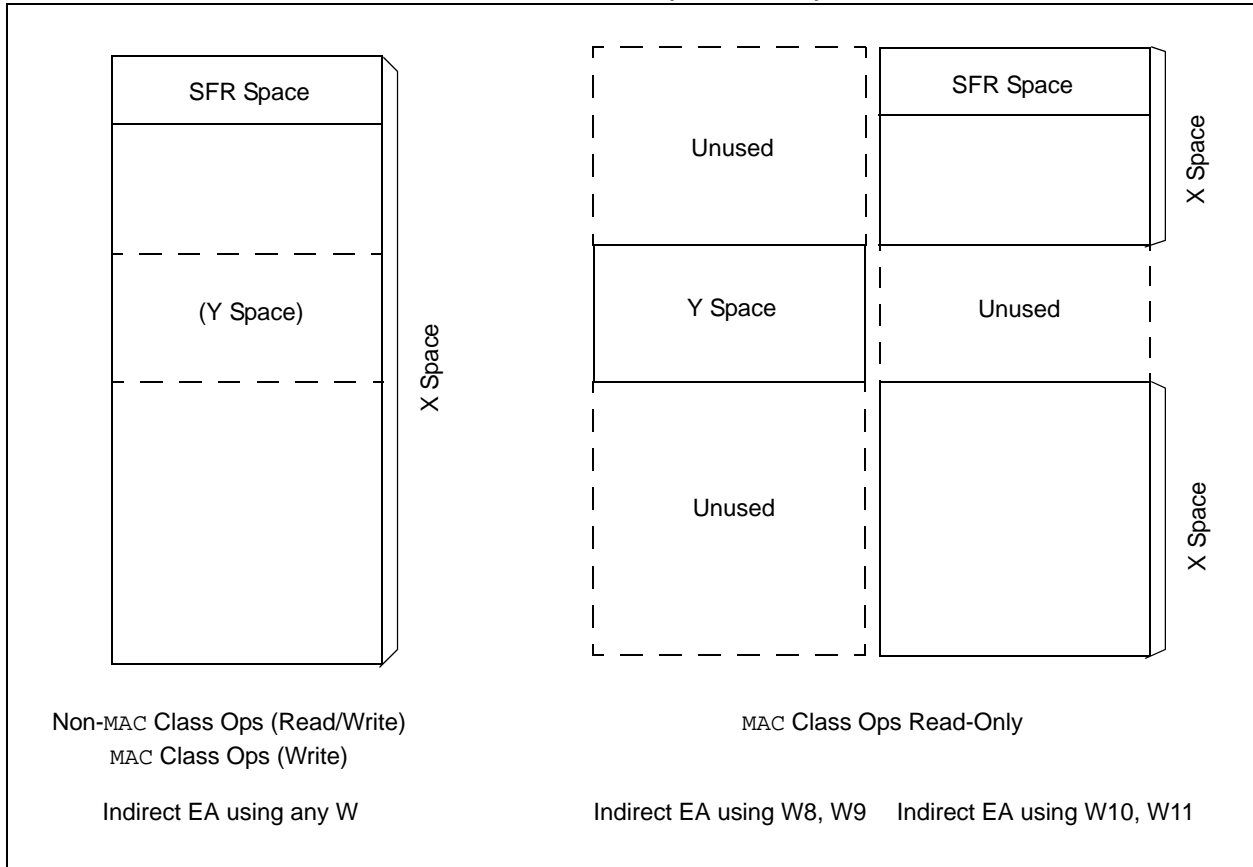 SFR Space
(Y Space)
X Space
Non-MAC Class Ops (Read/Write)
MAC Class Ops (Write)
Indirect EA using any W
Unused
Y Space
Unused
SFR Space
X Space
Unused
X Space
MAC Class Ops Read-Only
Indirect EA using W8, W9
Indirect EA using W10, W11